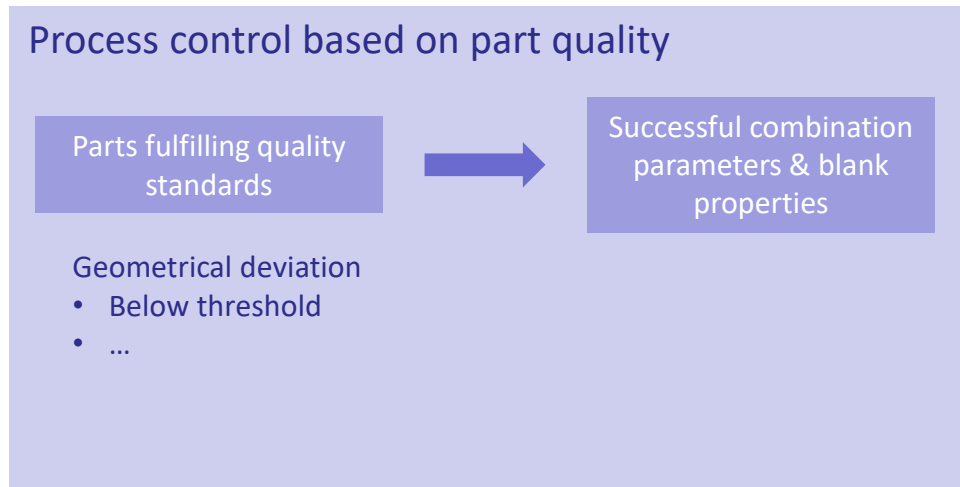 Process control based on part quality
Parts fulfilling quality
standards
Successful combination
parameters & blank
properties
Geometrical deviation
• Below threshold
• ...